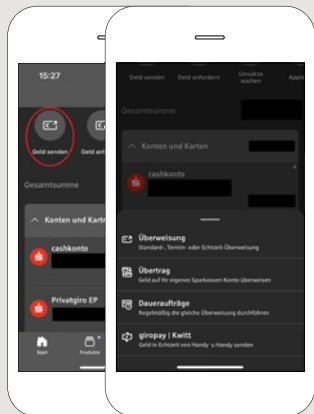 15:27
Geld senden
Geld anf
Gesamtsumme
Konten und Kart
cashkonto
Privatgiro EP
Start
Produkte
Geld senden
Geld anfordern
Umsätze
suchen
Apple
Gesamtsumme
Konten und Karten
cashkonto
Überweisung
Standard-, Termin- oder Echtzeit-Überweisung
Übertrag
Geld auf Ihr eigenes Sparkassen-Konto überweisen
Daueraufträge
Regelmäßig die gleiche Überweisung durchführen
giropay | Kwitt
Geld in Echtzeit von Handy zu Handy senden